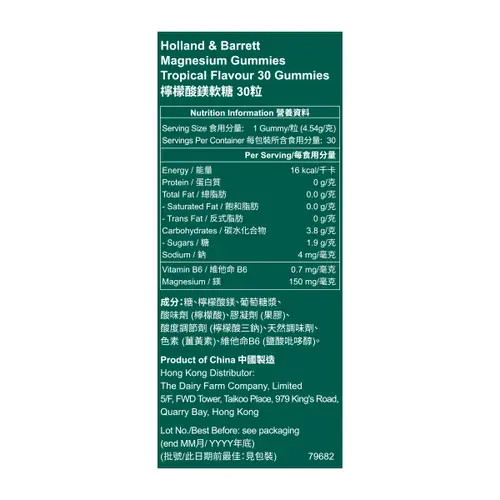 Holland & Barrett
Magnesium Gummies
Tropical Flavour 30 Gummies
檸檬酸鎂軟糖 30粒
Nutrition Information 營養資料
Serving Size 食用分量: 1 Gummy/粒 (4.54g/克)
Servings Per Container 每包裝所含食用分量: 30
Per Serving/每食用分量
Energy / 能量 16 kcal/千卡
Protein / 蛋白質 0 g/克
Total Fat / 總脂肪 0.0 g/克
- Saturated Fat / 飽和脂肪 0.0 g/克
- Trans Fat / 反式脂肪 0 g/克
Carbohydrates / 碳水化合物 3.8 g/克
- Sugars / 糖 1.9 g/克
Sodium / 鈉 4 mg/毫克
Vitamin B6 / 維他命 B6 0.7 mg/毫克
Magnesium / 鎂 150 mg/毫克
成分:糖、檸檬酸鎂、葡萄糖漿、
酸味劑 (檸檬酸)、膠凝劑 (果膠)、
酸度調節劑 (檸檬酸三鈉)、天然調味劑、
色素 (薑黃素)、維他命B6 (鹽酸吡哆醇)。
Product of China 中國製造
Hong Kong Distributor:
The Dairy Farm Company, Limited
5/F, FWD Tower, Taikoo Place, 979 King's Road,
Quarry Bay, Hong Kong
Lot No./Best Before: see packaging
(end MM月/ YYYY年底)
(批號/此日期前最佳:見包裝) 79682